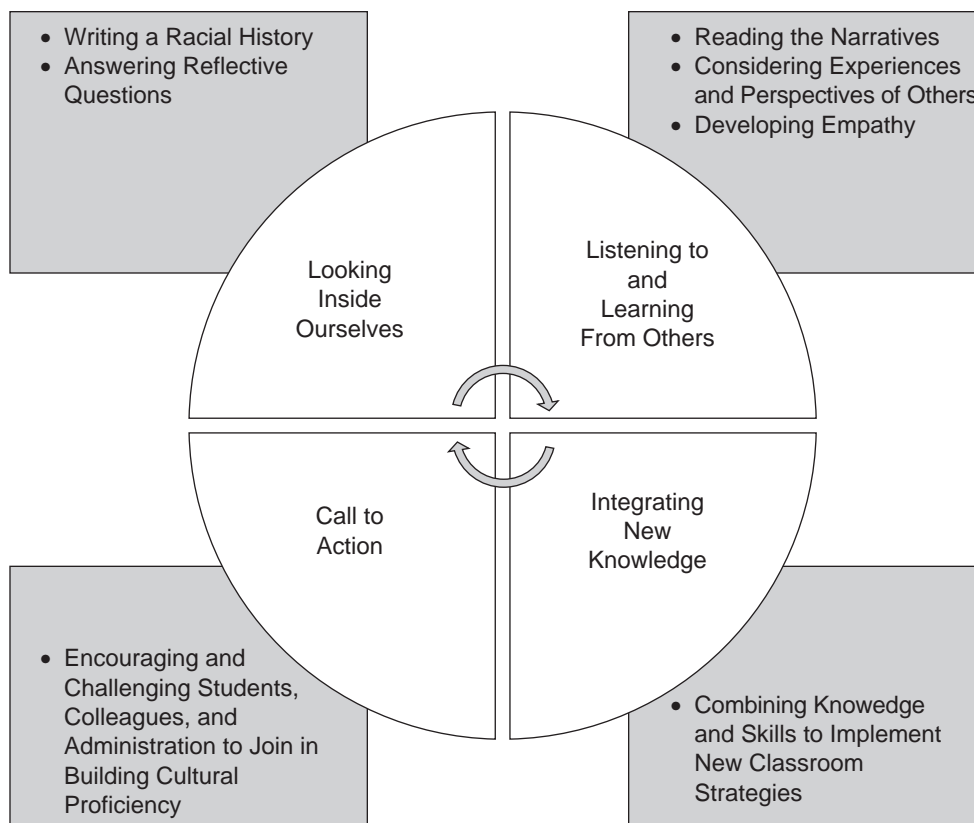 • Writing a Racial History
• Answering Reflective
Questions
• Reading the Narratives
• Considering Experiences
and Perspectives of Others
• Developing Empathy
Looking
Inside
Ourselves
Listening to
and
Learning
From Others
Call to
Action
Integrating
New
Knowledge
• Encouraging and
Challenging Students,
Colleagues, and
Administration to Join in
Building Cultural
Proficiency
• Combining Knowedge
and Skills to Implement
New Classroom
Strategies